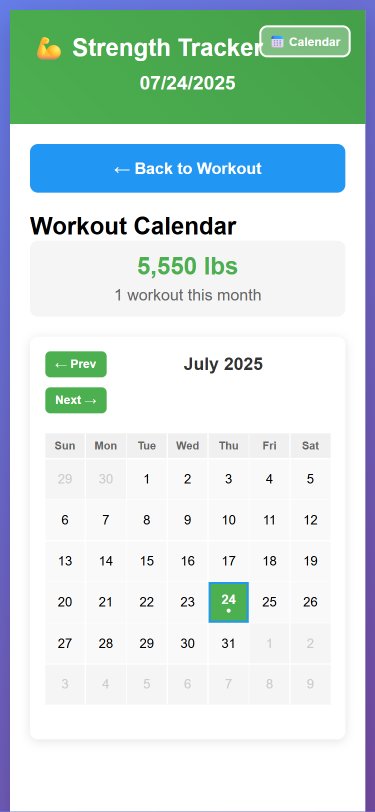 💪 Strength Tracker
📅 Calendar
07/24/2025
← Back to Workout
Workout Calendar
5,550 lbs
1 workout this month
← Prev
July 2025
Next →
Sun Mon Tue Wed Thu Fri Sat
29 30 1 2 3 4 5
6 7 8 9 10 11 12
13 14 15 16 17 18 19
20 21 22 23 24 25 26
27 28 29 30 31 1 2
3 4 5 6 7 8 9